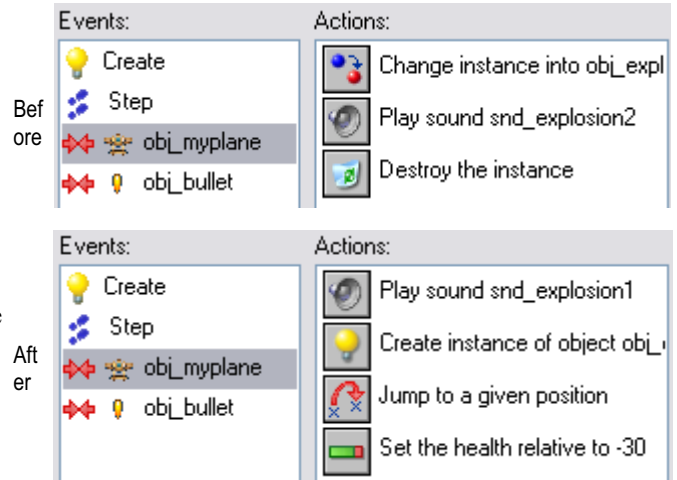 Events:
Actions:
Create
Step
obj_myplane
obj_bullet
Change instance into obj_expl
Play sound snd_explosion2
Destroy the instance
Bef
ore
Events:
Actions:
Create
Step
obj_myplane
obj_bullet
Play sound snd_explosion1
Create instance of object obj_
Jump to a given position
Set the health relative to -30
Aft
er